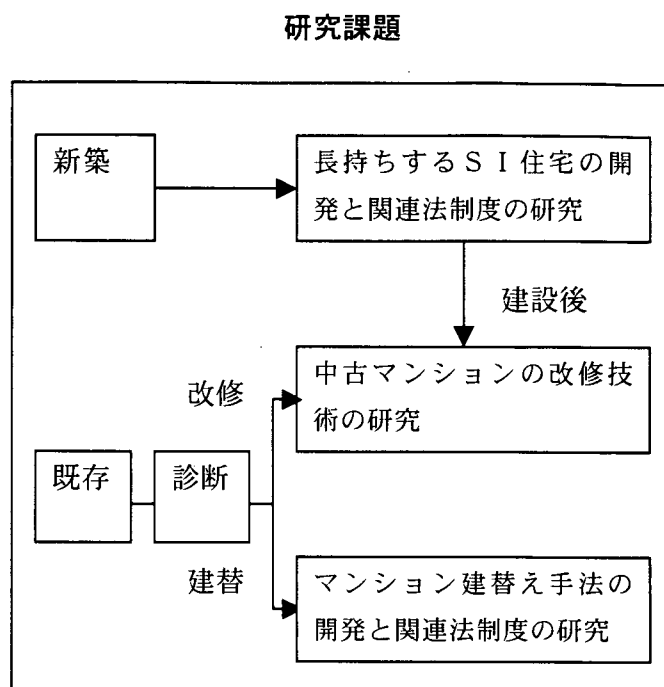 研究課題
新築
長持ちするＳＩ住宅の開
発と関連法制度の研究
建設後
改修
中古マンションの改修技
術の研究
既存
診断
建替
マンション建替え手法の
開発と関連法制度の研究